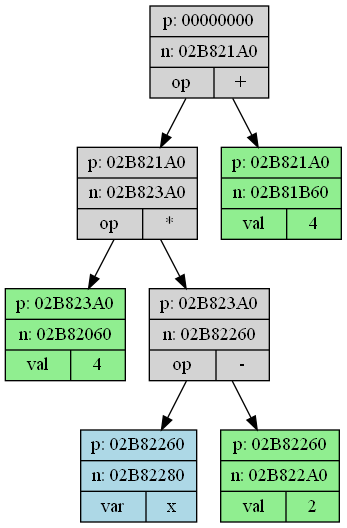 p: 00000000
n: 02B821A0
op +
p: 02B821A0
n: 02B823A0
op *
p: 02B821A0
n: 02B81B60
val 4
p: 02B823A0
n: 02B82060
val 4
p: 02B823A0
n: 02B82260
op -
p: 02B82260
n: 02B82280
var x
p: 02B82260
n: 02B822A0
val 2